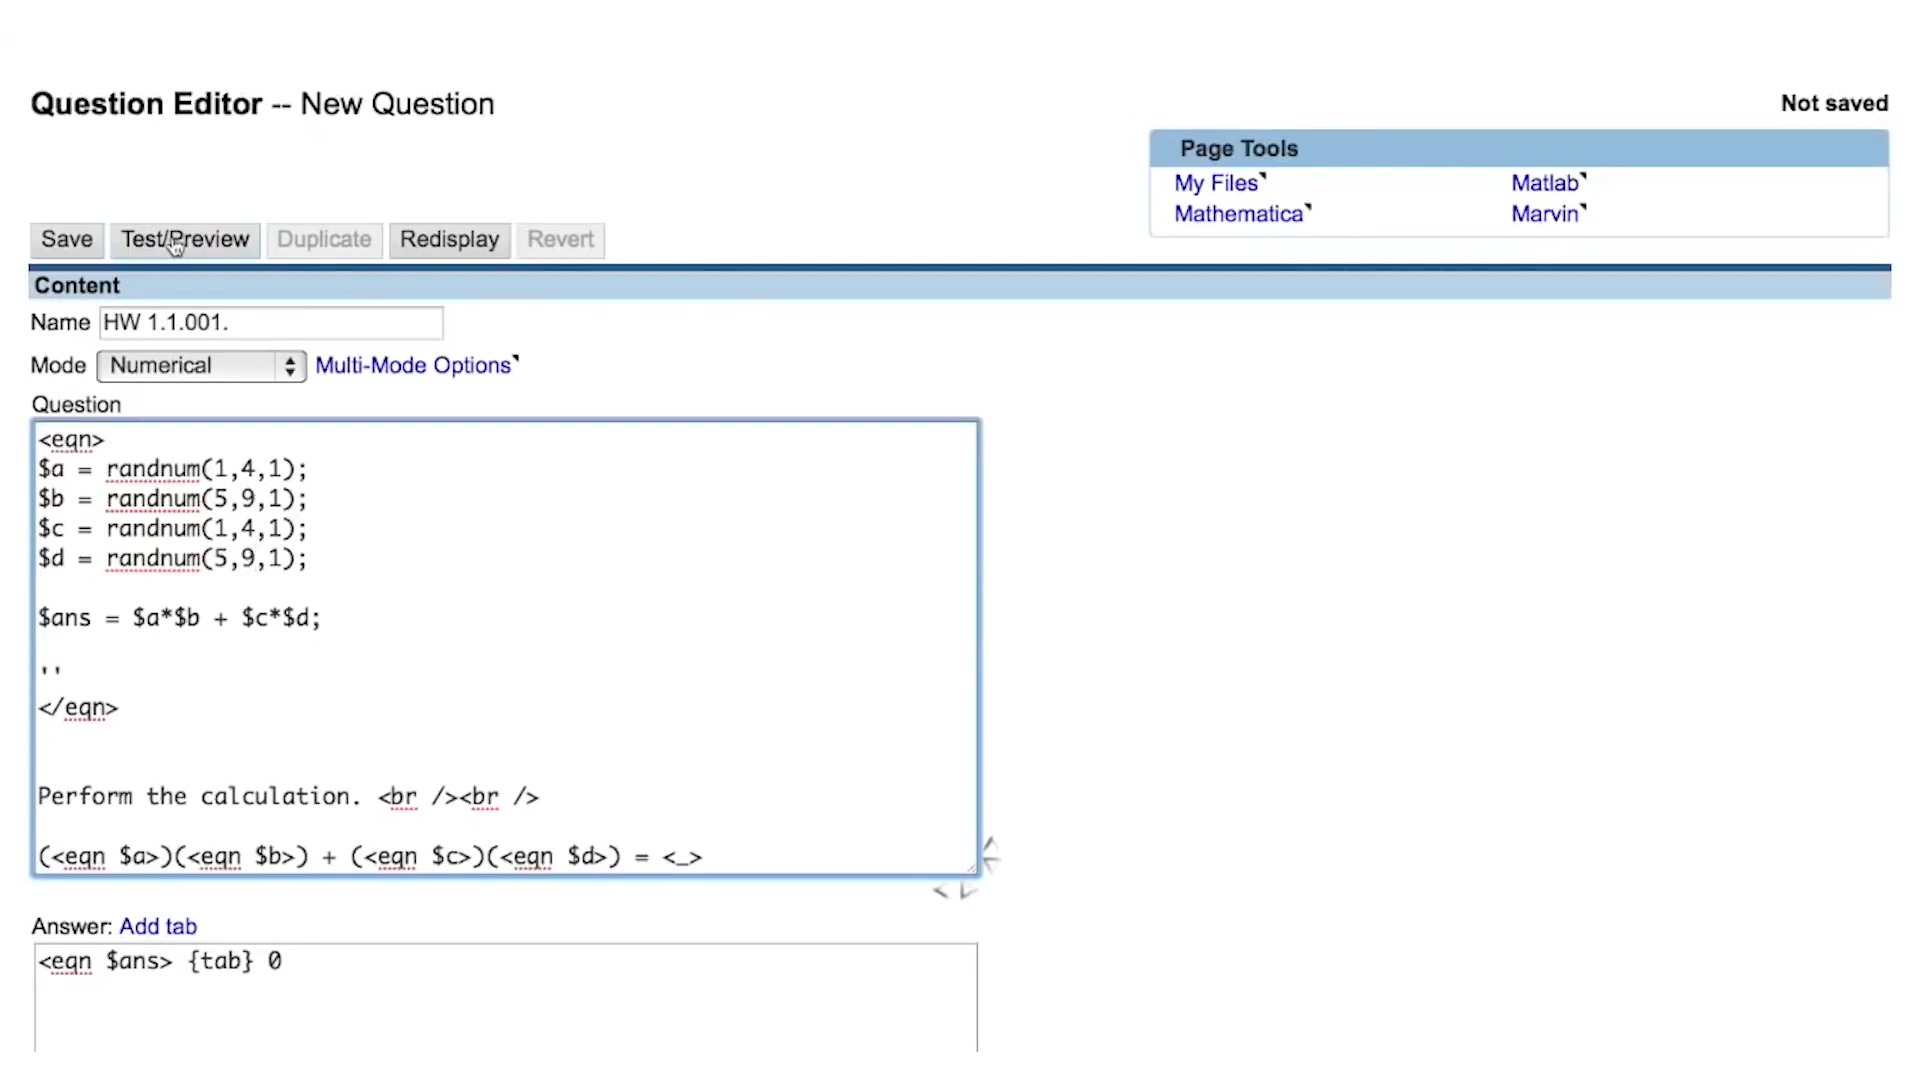 Question Editor -- New Question
Not saved
Page Tools
My Files
Matlab
Mathematica
Marvin
Save
Test/Preview
Duplicate
Redisplay
Revert
Content
Name HW 1.1.001.
Mode Numerical Multi-Mode Options
Question
<eqn>
$a = randnum(1,4,1);
$b = randnum(5,9,1);
$c = randnum(1,4,1);
$d = randnum(5,9,1);
$ans = $a*$b + $c*$d;
''
</eqn>
Perform the calculation. <br /><br />
(<eqn $a>)(<eqn $b>) + (<eqn $c>)(<eqn $d>) = <_>
Answer: Add tab
<eqn $ans> {tab} 0